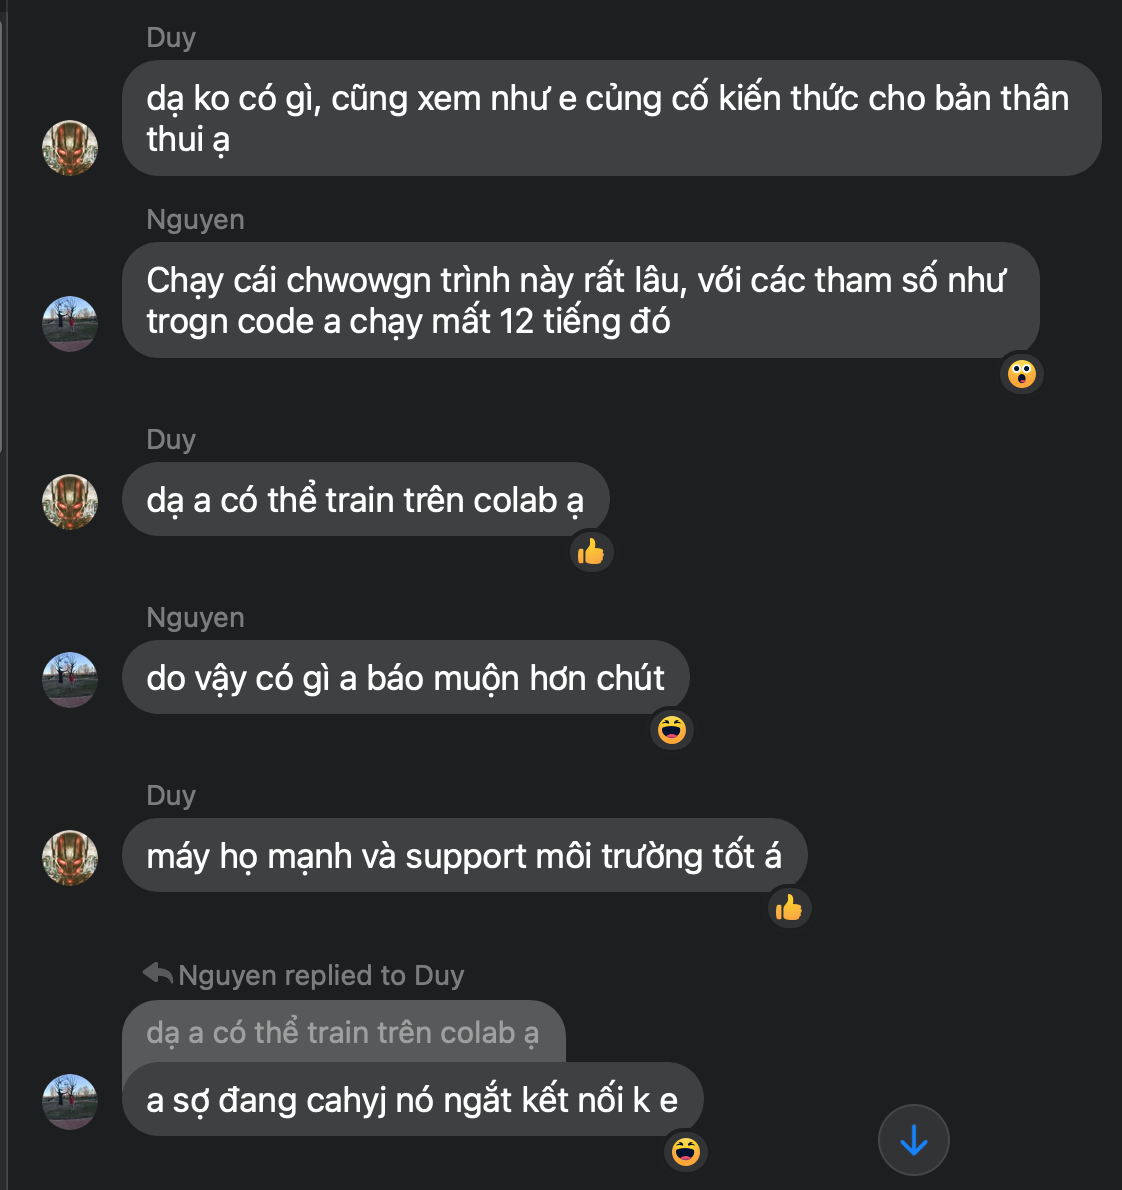 Duy
dạ ko có gì, cũng xem như e củng cố kiến thức cho bản thân
thui ạ
Nguyen
Chạy cái chwowgn trình này rất lâu, với các tham số như
trogn code a chạy mất 12 tiếng đó
Duy
dạ a có thể train trên colab ạ
Nguyen
do vậy có gì a báo muộn hơn chút
Duy
máy họ mạnh và support môi trường tốt á
Nguyen replied to Duy
dạ a có thể train trên colab ạ
a sợ đang cahyj nó ngắt kết nối k e